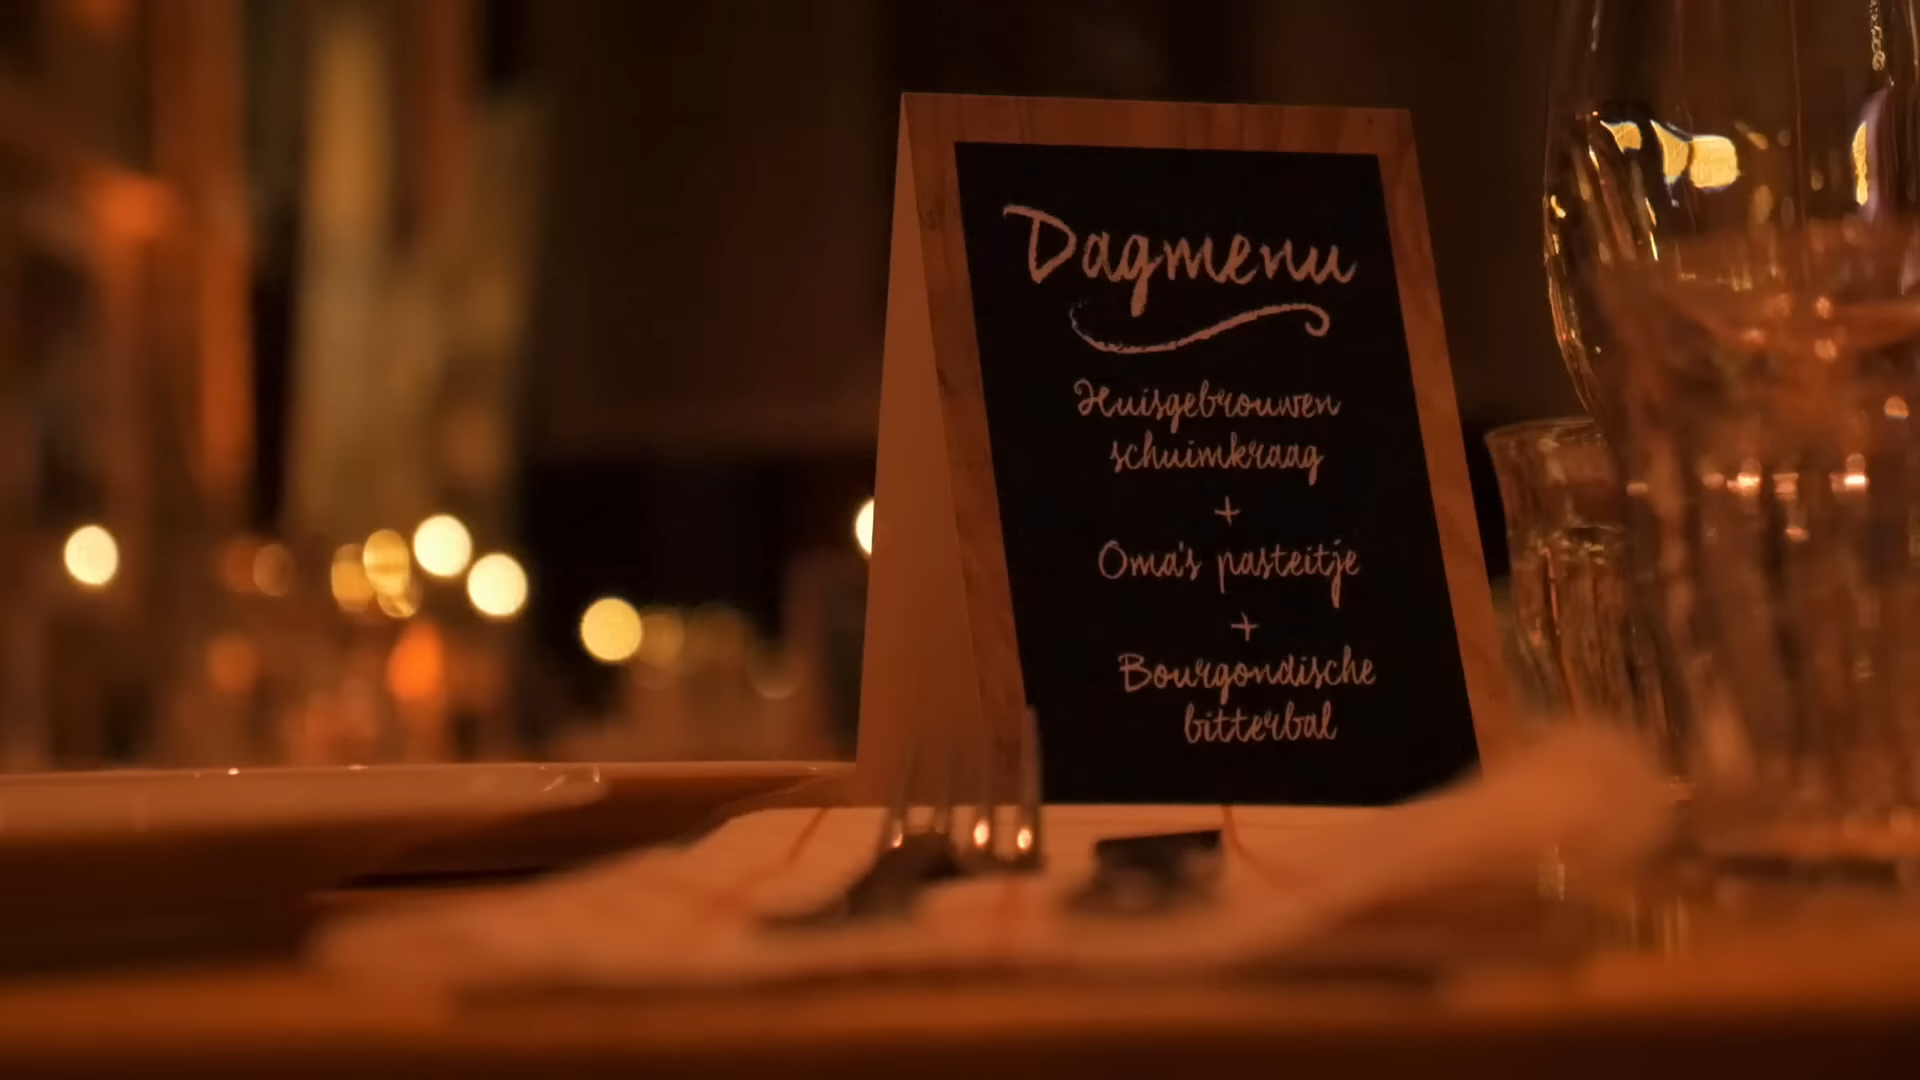 Dagmenu
Huisgebrouwen
schuimkraag
+
Oma's pasteitje
+
Bourgondische
bitterbal